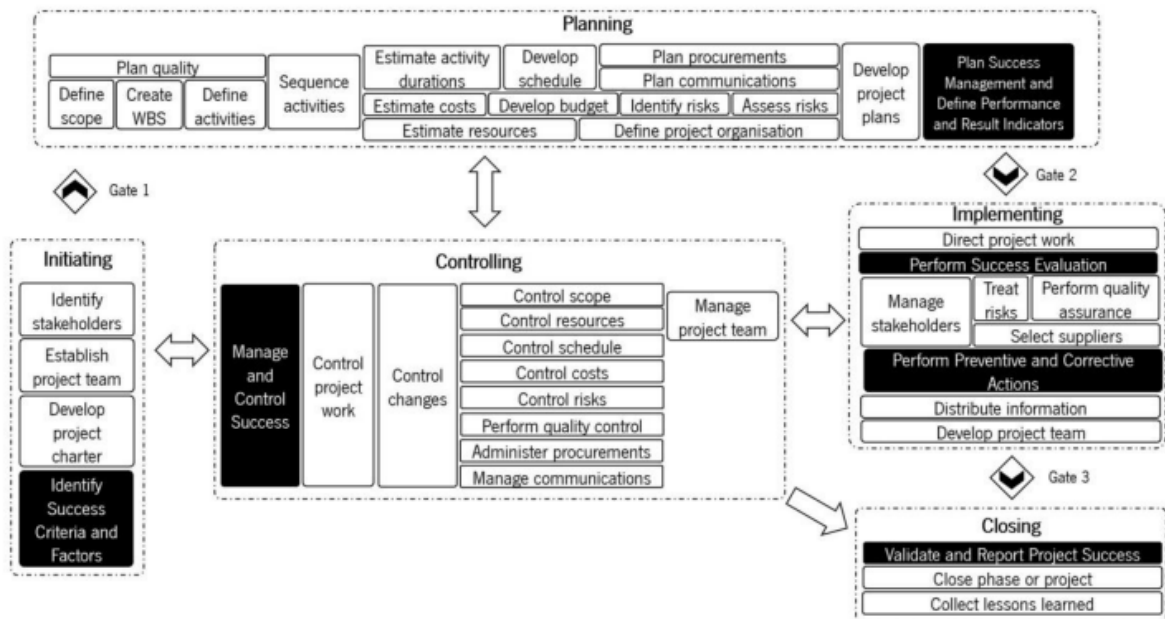 Planning
Plan quality
Define
scope
Create
WBS
Define
activities
Sequence
activities
Estimate activity
durations
Develop
schedule
Plan procurements
Plan communications
Estimate costs
Develop budget
Identify risks
Assess risks
Estimate resources
Define project organisation
Develop
project
plans
Plan Success
Management and
Define Performance
and Result Indicators
Gate 1
Gate 2
Initiating
Identify
stakeholders
Establish
project team
Develop
project
charter
Identify
Success
Criteria and
Factors
Controlling
Manage
and
Control
Success
Control
project
work
Control
changes
Control scope
Control resources
Control schedule
Control costs
Control risks
Perform quality control
Administer procurements
Manage communications
Manage
project team
Implementing
Direct project work
Perform Success Evaluation
Manage
stakeholders
Treat
risks
Perform quality
assurance
Select suppliers
Perform Preventive and Corrective
Actions
Distribute information
Develop project team
Gate 3
Closing
Validate and Report Project Success
Close phase or project
Collect lessons learned